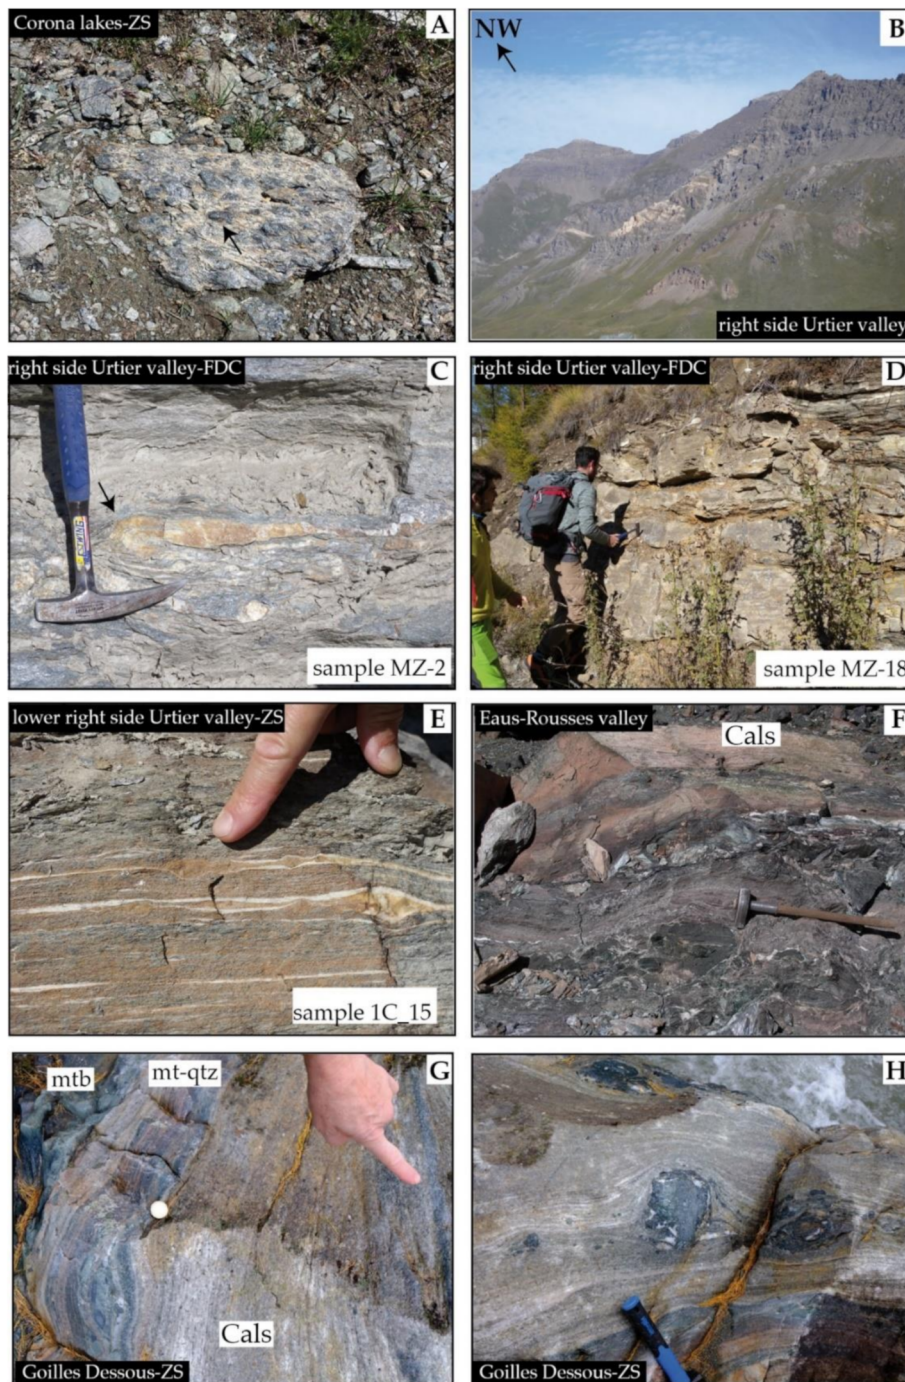 Corona lakes-ZS
A
NW
B
right side Urtier valley
right side Urtier valley-FDC
C
sample MZ-2
right side Urtier valley-FDC
D
sample MZ-18
lower right side Urtier valley-ZS
E
sample 1C_15
Eaus-Rousses valley
F
Cals
mtb
mt-qtz
G
Cals
Goilles Dessous-ZS
H
Goilles Dessous-ZS